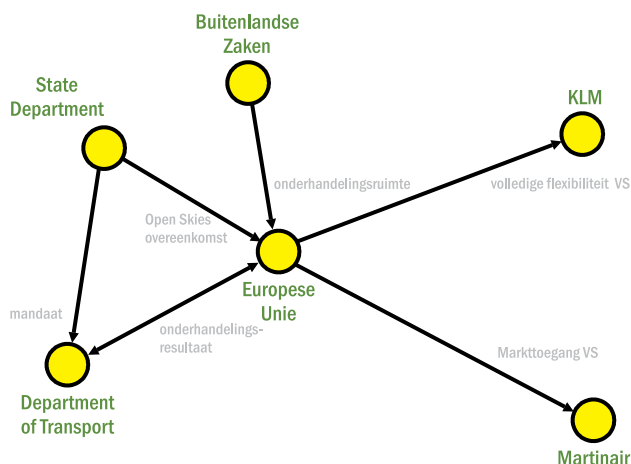 Buitenlandse
Zaken
State
Department
KLM
onderhandelingsruimte
volledige flexibiliteit VS
Open Skies
overeenkomst
Europese
Unie
mandaat
onderhandelings-
resultaat
Markttoegang VS
Department
of Transport
Martinair